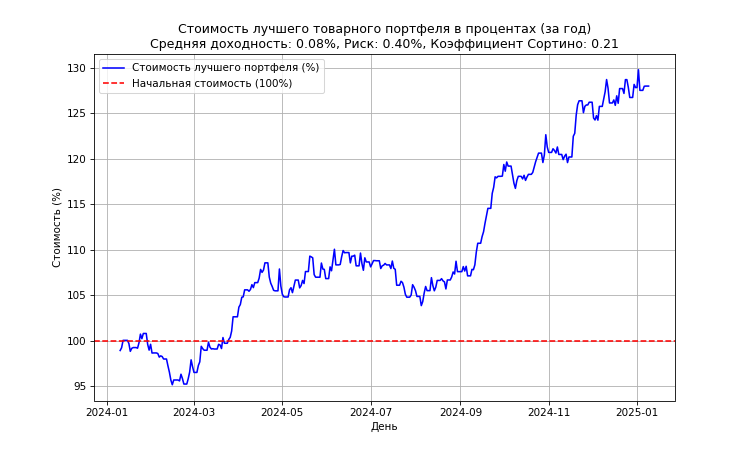 Стоимость лучшего товарного портфеля в процентах (за год)
Средняя доходность: 0.08%, Риск: 0.40%, Коэффициент Сортино: 0.21
Стоимость лучшего портфеля (%)
Начальная стоимость (100%)
Стоимость (%)
130
125
120
115
110
105
100
95
2024-01 2024-03 2024-05 2024-07 2024-09 2024-11 2025-01
День